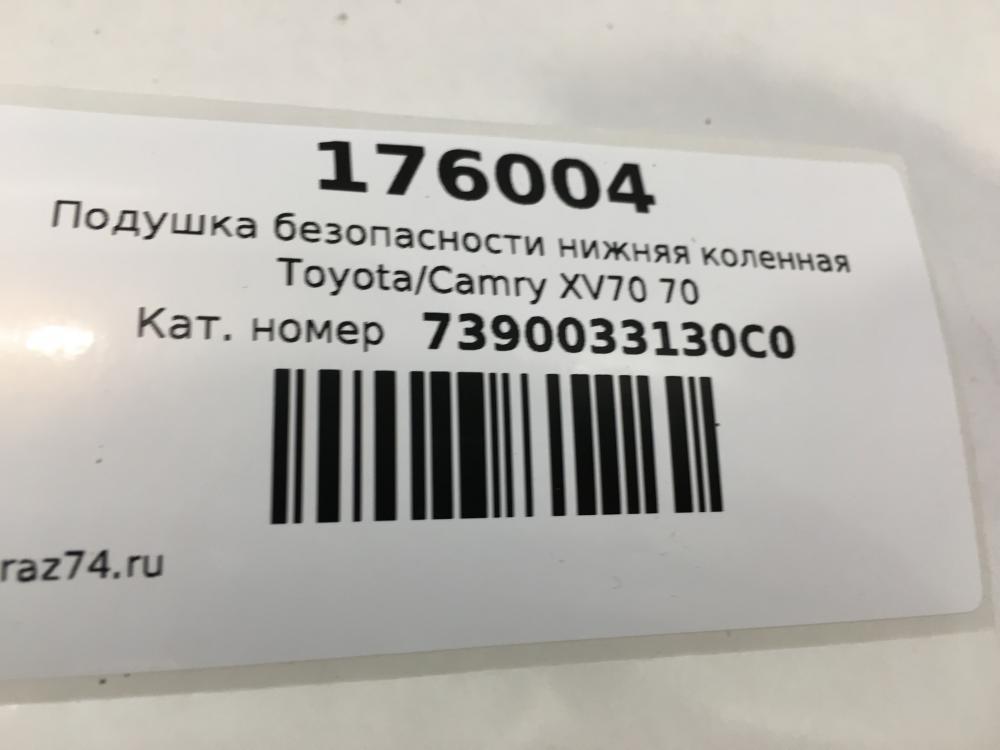 176004
Подушка безопасности нижняя коленная
Toyota/Camry XV70 70
Кат. номер 7390033130C0
raz74.ru